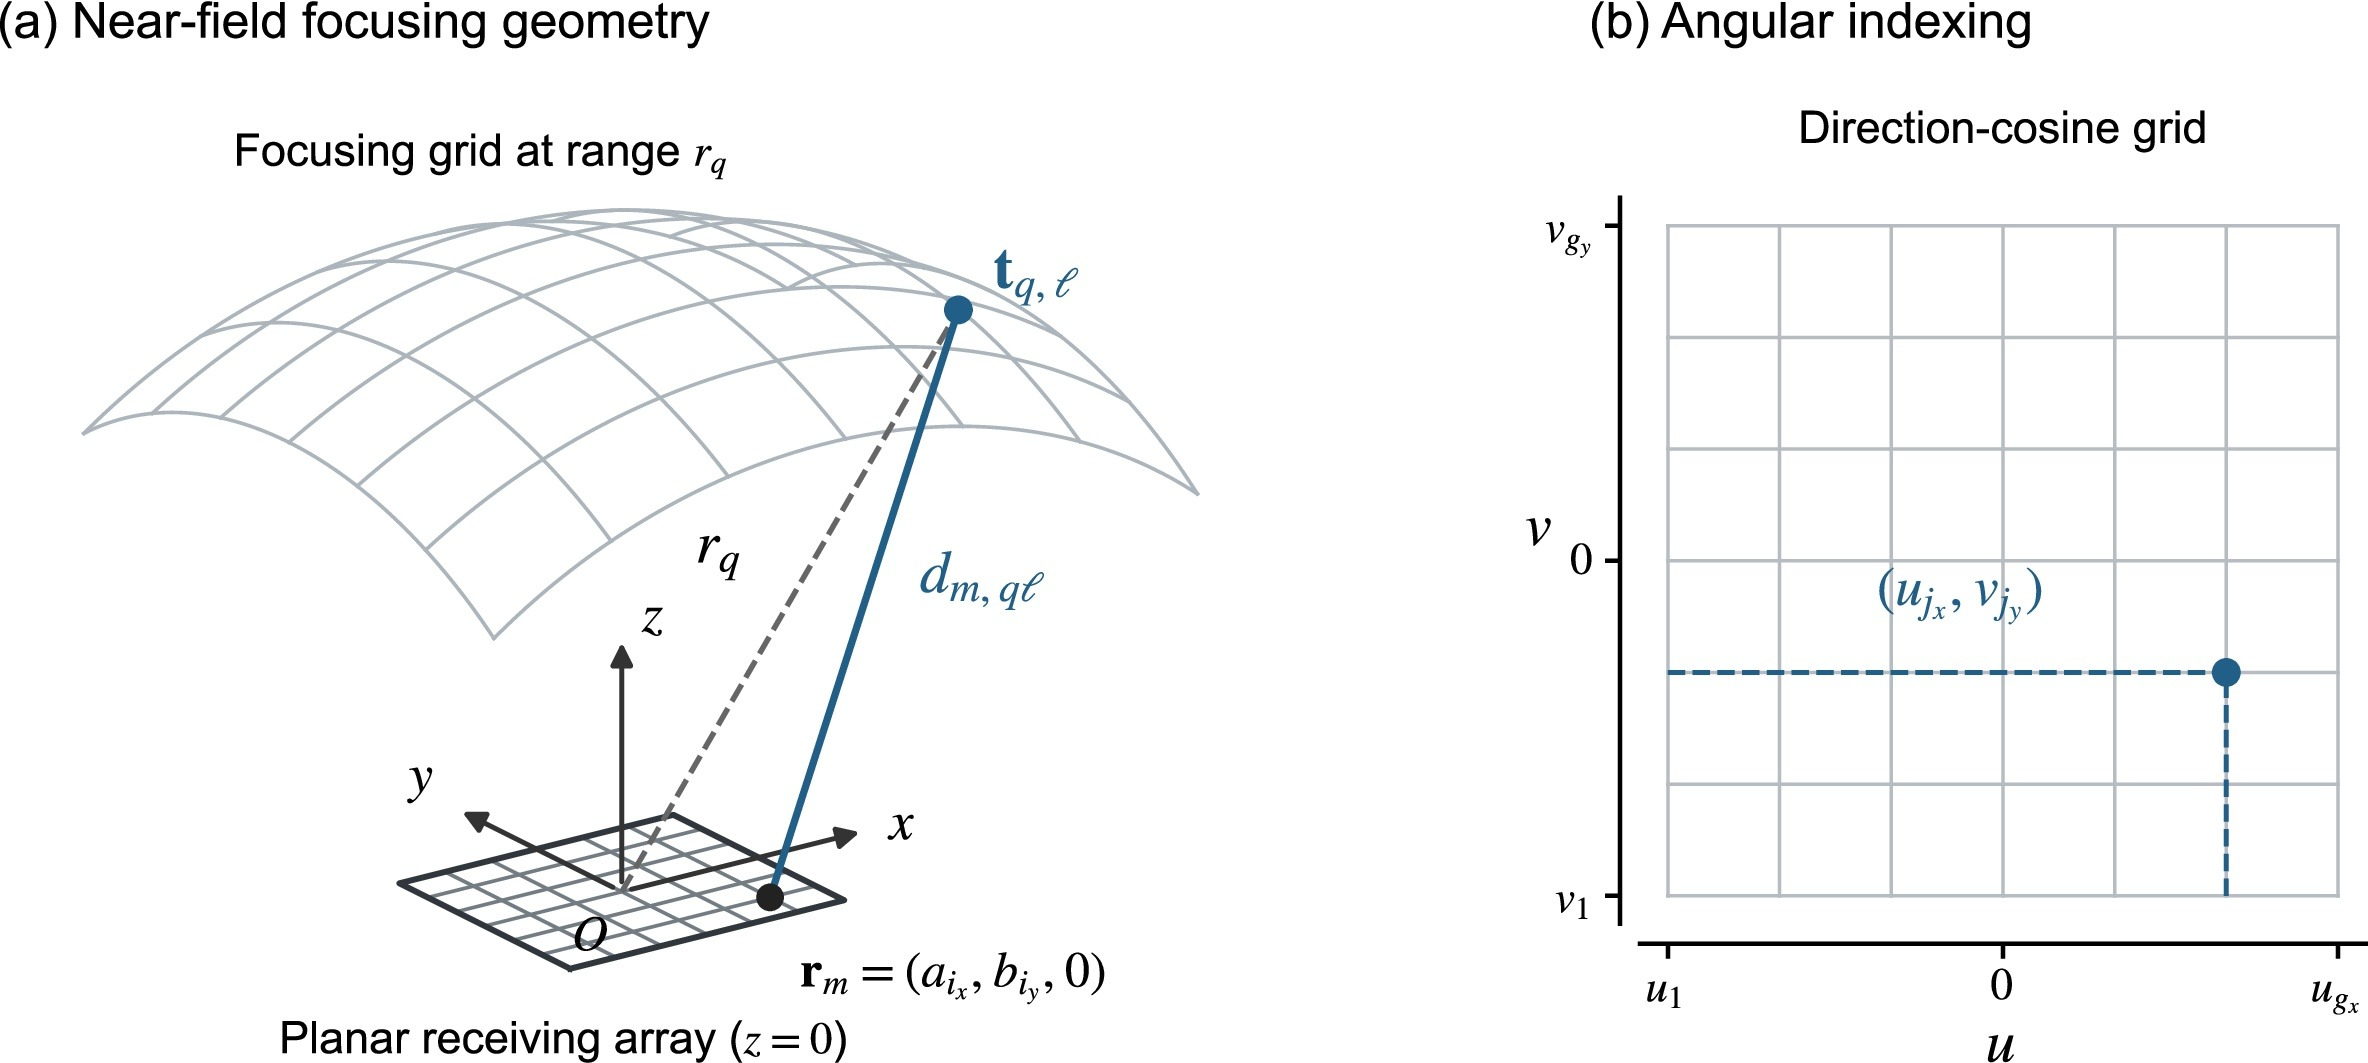 (a) Near-field focusing geometry
Focusing grid at range r_q
t_{q, ℓ}
r_q
d_{m, qℓ}
z
y
x
O
r_m = (a_{i_x}, b_{i_y}, 0)
Planar receiving array (z = 0)
(b) Angular indexing
Direction-cosine grid
v_{g_y}
v
0
(u_{j_x}, v_{j_y})
v_1
u_1
0
u_{g_x}
u